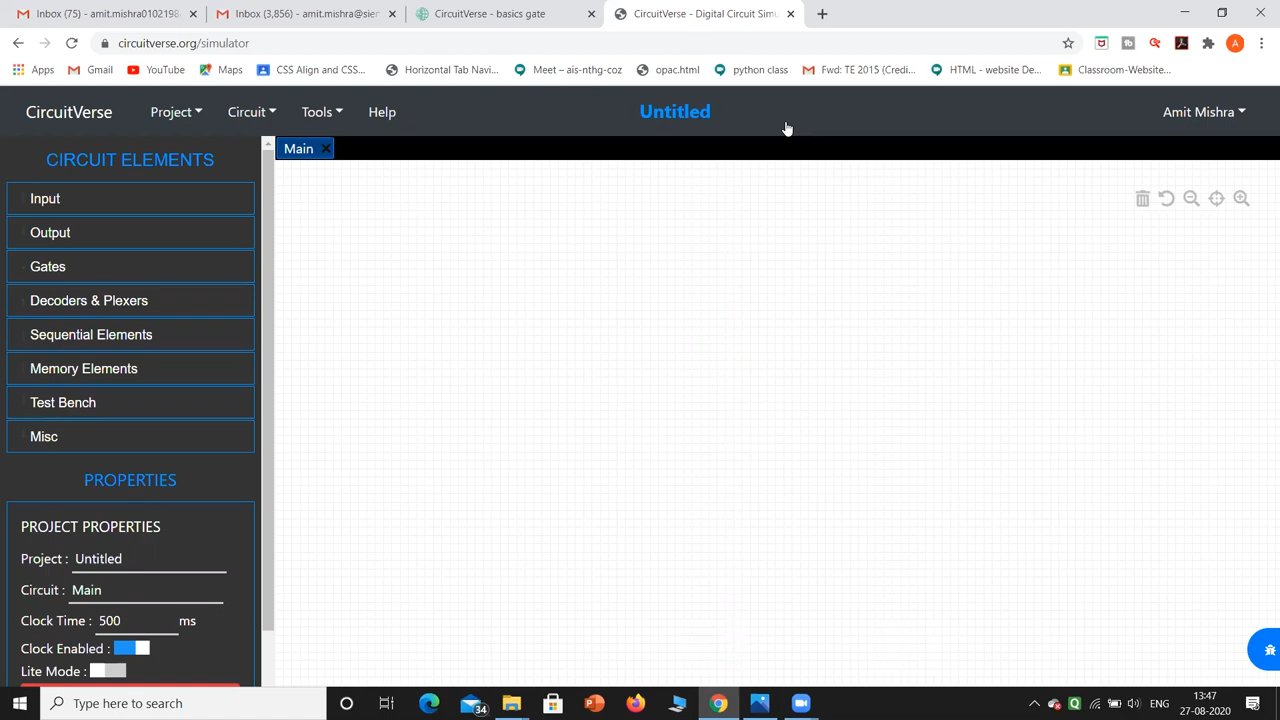 Inbox (75) - amit.mishra0102198
Inbox (3,856) - amit.mishra@sien
CircuitVerse - basics gate
CircuitVerse - Digital Circuit Simu
circuitverse.org/simulator
A
Apps
Gmail
YouTube
Maps
CSS Align and CSS...
Horizontal Tab Navi...
Meet – ais-nthg-coz
opac.html
python class
Fwd: TE 2015 (Credi...
HTML - website De...
Classroom-Website...
CircuitVerse
Project
Circuit
Tools
Help
Untitled
Amit Mishra
Main
CIRCUIT ELEMENTS
Input
Output
Gates
Decoders & Plexers
Sequential Elements
Memory Elements
Test Bench
Misc
PROPERTIES
PROJECT PROPERTIES
Project : Untitled
Circuit : Main
Clock Time : 500 ms
Clock Enabled :
Lite Mode :
Type here to search
34
ENG
13:47
27-08-2020